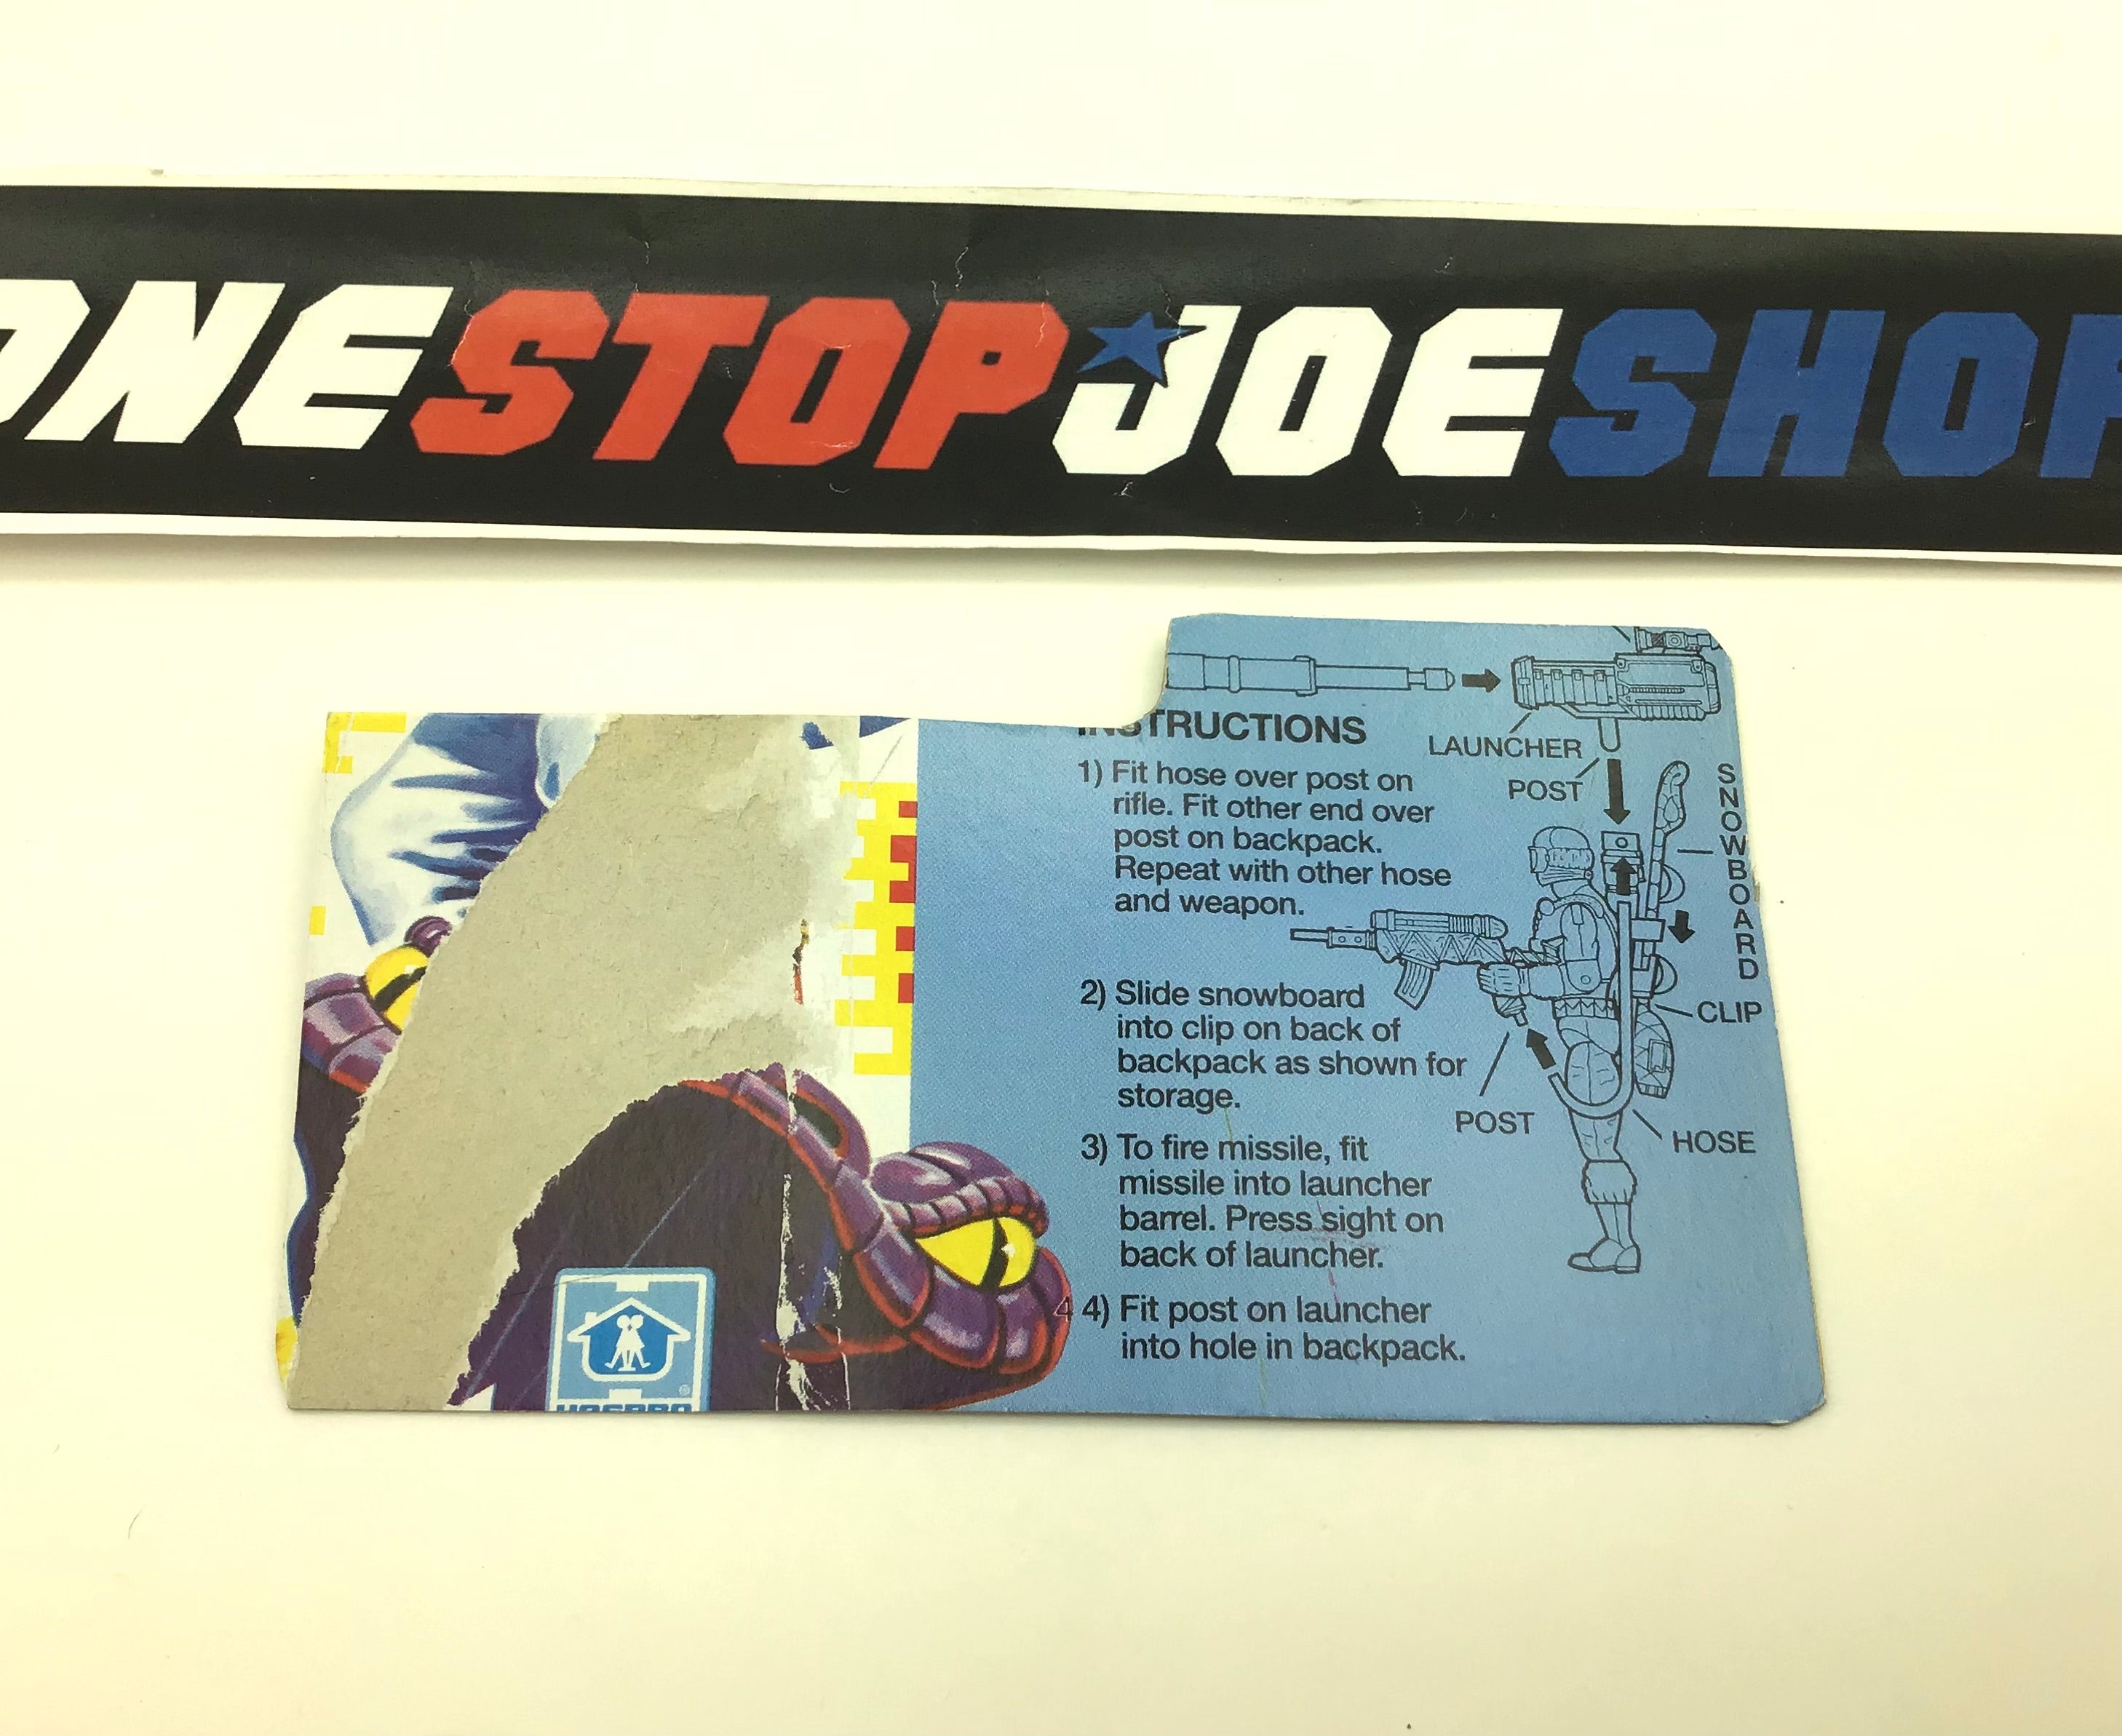 ONESTOPJOESHOP
INSTRUCTIONS
1) Fit hose over post on
rifle. Fit other end over
post on backpack.
Repeat with other hose
and weapon.
2) Slide snowboard
into clip on back of
backpack as shown for
storage.
3) To fire missile, fit
missile into launcher
barrel. Press sight on
back of launcher.
4 4) Fit post on launcher
into hole in backpack.
LAUNCHER
POST
SNOWBOARD
CLIP
POST
HOSE
HASBRO
®